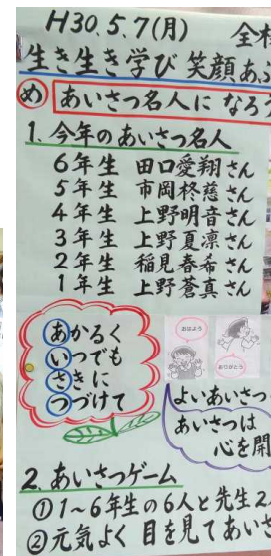 H30.5.7(月) 全
生き生き学び 笑顔あ
め あいさつ名人に なろ
1. 今年のあいさつ名人
6年生 田口愛翔さん
5年生 市岡柊慈さん
4年生 上野明音さん
3年生 上野夏凛さん
2年生 稲見春希さん
1年生 上野蒼真さん
あかるく
いつでも
さきに
つづけて
おはよう
ありがとう
よいあいさつ
あいさつは
心を開
2. あいさつゲーム
①1~6年生の6人と先生2
②元気よく 目を見てあいさ